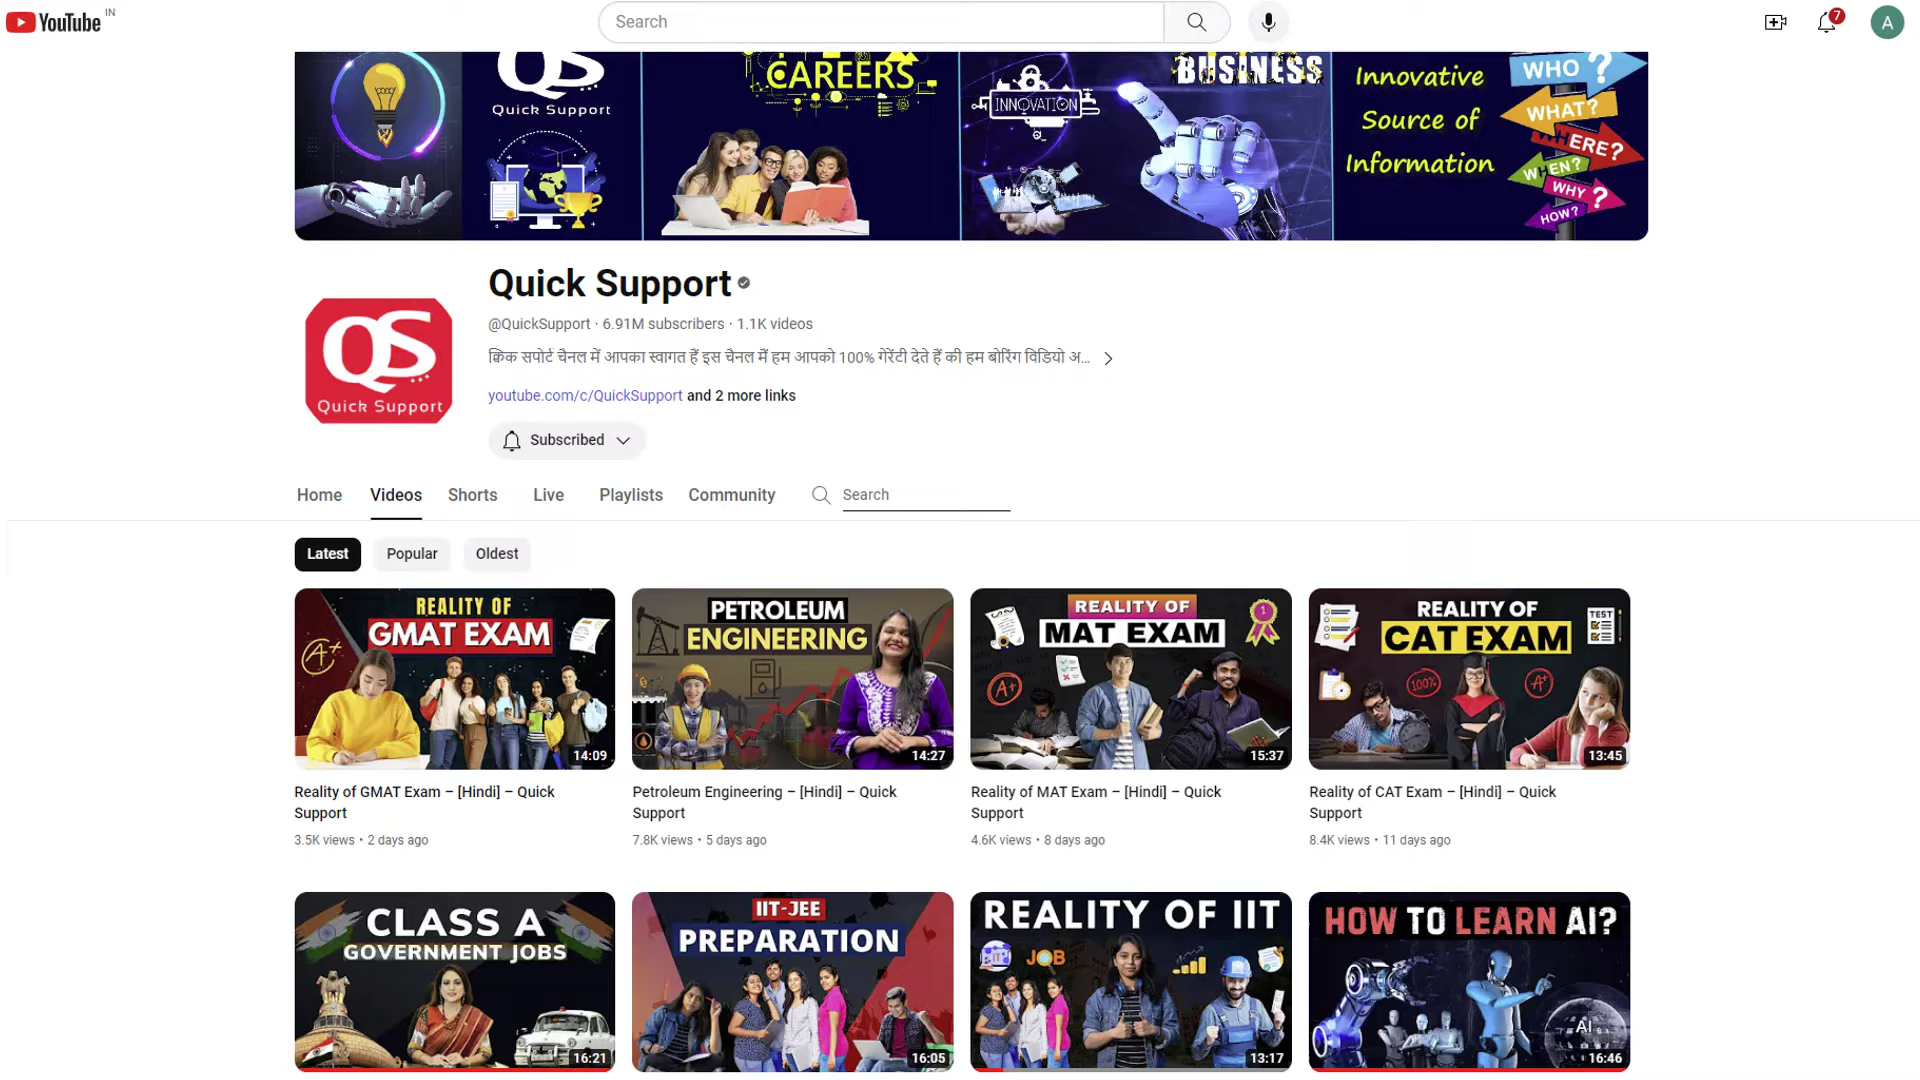 YouTube IN
Search
7
A
QS
Quick Support
CAREERS
INNOVATION
BUSINESS
Innovative
Source of
Information
WHO ?
WHAT?
WHERE?
WHEN?
WHY ?
HOW?
Quick Support
@QuickSupport · 6.91M subscribers · 1.1K videos
क्विक सपोर्ट चैनल में आपका स्वागत हैं इस चैनल मैं हम आपको 100% गेरेंटी देते हैं की हम बोरिंग विडियो अ...
youtube.com/c/QuickSupport and 2 more links
QS
Quick Support
Subscribed
Home Videos Shorts Live Playlists Community Search
Latest Popular Oldest
REALITY OF
GMAT EXAM
A+
14:09
PETROLEUM
ENGINEERING
14:27
REALITY OF
MAT EXAM
1
A+
15:37
REALITY OF
CAT EXAM
TEST
100%
A+
13:45
Reality of GMAT Exam – [Hindi] – Quick
Support
3.5K views • 2 days ago
Petroleum Engineering – [Hindi] – Quick
Support
7.8K views • 5 days ago
Reality of MAT Exam – [Hindi] – Quick
Support
4.6K views • 8 days ago
Reality of CAT Exam – [Hindi] – Quick
Support
8.4K views • 11 days ago
CLASS A
GOVERNMENT JOBS
16:21
IIT-JEE
PREPARATION
16:05
REALITY OF IIT
JOB
13:17
HOW TO LEARN AI?
AI
16:46